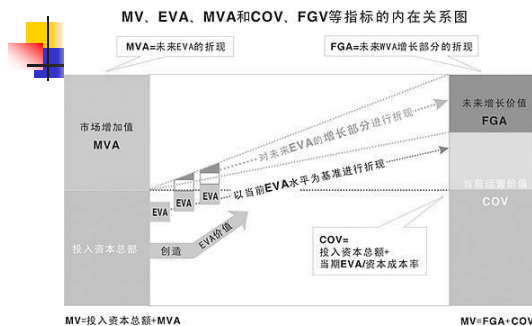 MV、EVA、MVA和COV、FGV等指标的内在关系图
MVA=未来EVA的折现
FGA=未来WVA增长部分的折现
市场增加值
MVA
投入资本总部
EVA
EVA
EVA
创造
EVA价值
对未来EVA的增长部分进行折现
以当前EVA水平为基准进行折现
未来增长价值
FGA
当前运营价值
COV
COV=
投入资本总额+
当期EVA/资本成本率
MV=投入资本总额+MVA
MV=FGA+COV